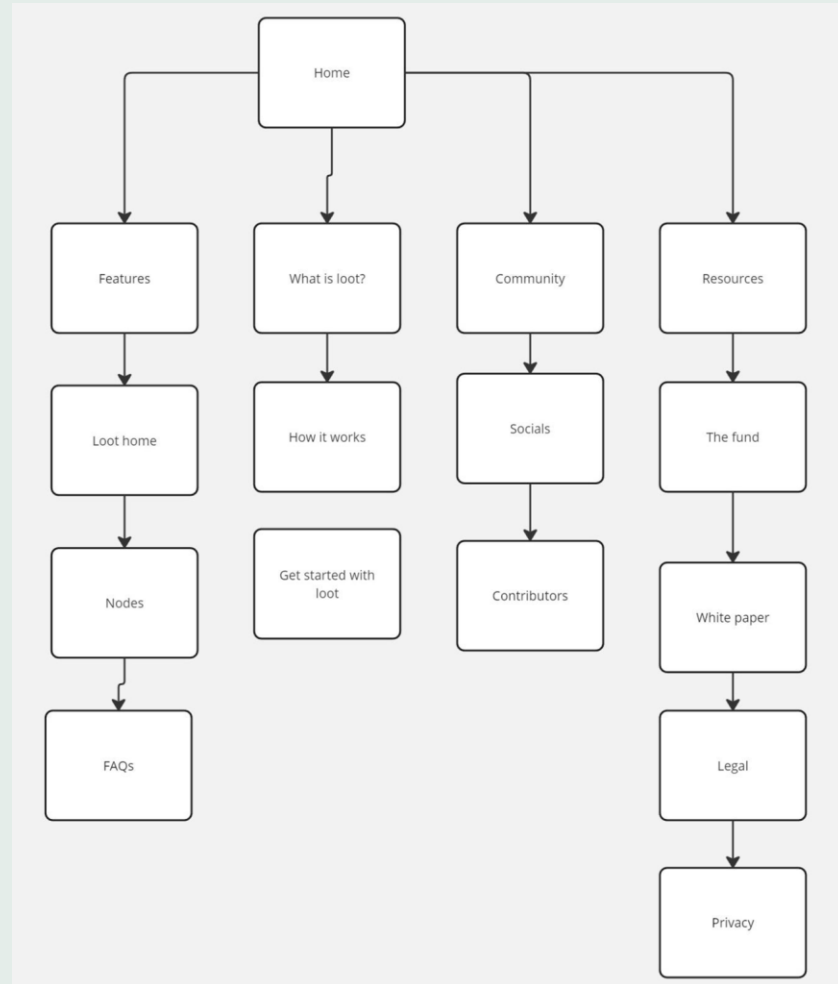 Home
Features
What is loot?
Community
Resources
Loot home
How it works
Socials
The fund
Nodes
Get started with
loot
Contributors
White paper
FAQs
Legal
Privacy